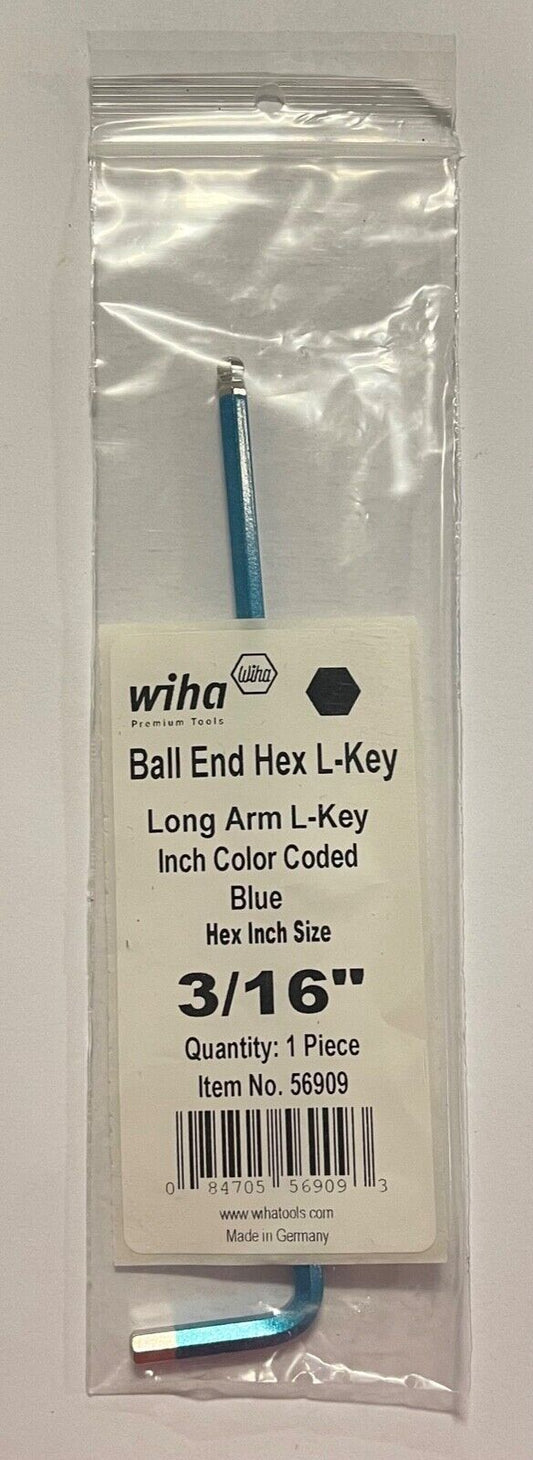 wiha Wiha
Premium Tools
Ball End Hex L-Key
Long Arm L-Key
Inch Color Coded
Blue
Hex Inch Size
3/16"
Quantity: 1 Piece
Item No. 56909
0 84705 56909 3
www.wihatools.com
Made in Germany